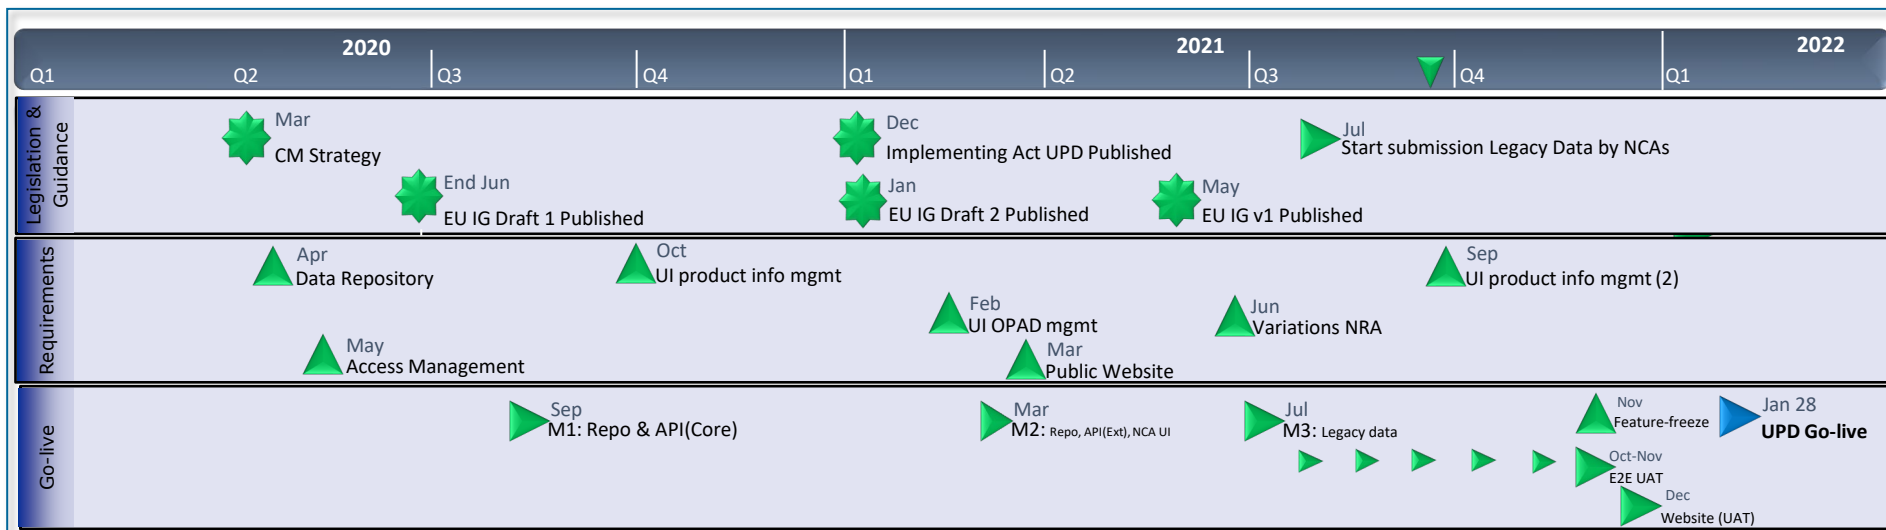 2020
2021
2022
Q1
Q2
Q3
Q4
Q1
Q2
Q3
Q4
Q1
Legislation &
Guidance
Mar
CM Strategy
End Jun
EU IG Draft 1 Published
Dec
Implementing Act UPD Published
Jan
EU IG Draft 2 Published
May
EU IG v1 Published
Jul
Start submission Legacy Data by NCAs
Requirements
Apr
Data Repository
May
Access Management
Oct
UI product info mgmt
Feb
UI OPAD mgmt
Mar
Public Website
Jun
Variations NRA
Sep
UI product info mgmt (2)
Go-live
Sep
M1: Repo & API(Core)
Mar
M2: Repo, API(Ext), NCA UI
Jul
M3: Legacy data
Nov
Feature-freeze
Oct-Nov
E2E UAT
Dec
Website (UAT)
Jan 28
UPD Go-live